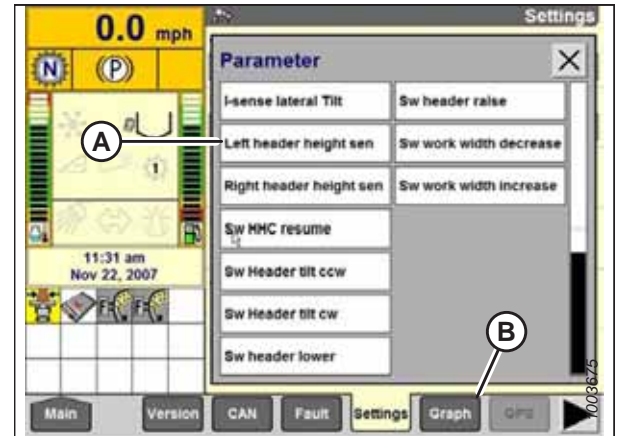 0.0 mph
Settings
N
(P)
Parameter
I-sense lateral Tilt
Sw header raise
A
Left header height sen
Sw work width decrease
1
Right header height sen
Sw work width increase
Sw HHC resume
11:31 am
Nov 22, 2007
Sw Header tilt ccw
Sw Header tilt cw
B
Sw header lower
1003675
Main
Version
CAN
Fault
Settings
Graph
GPS